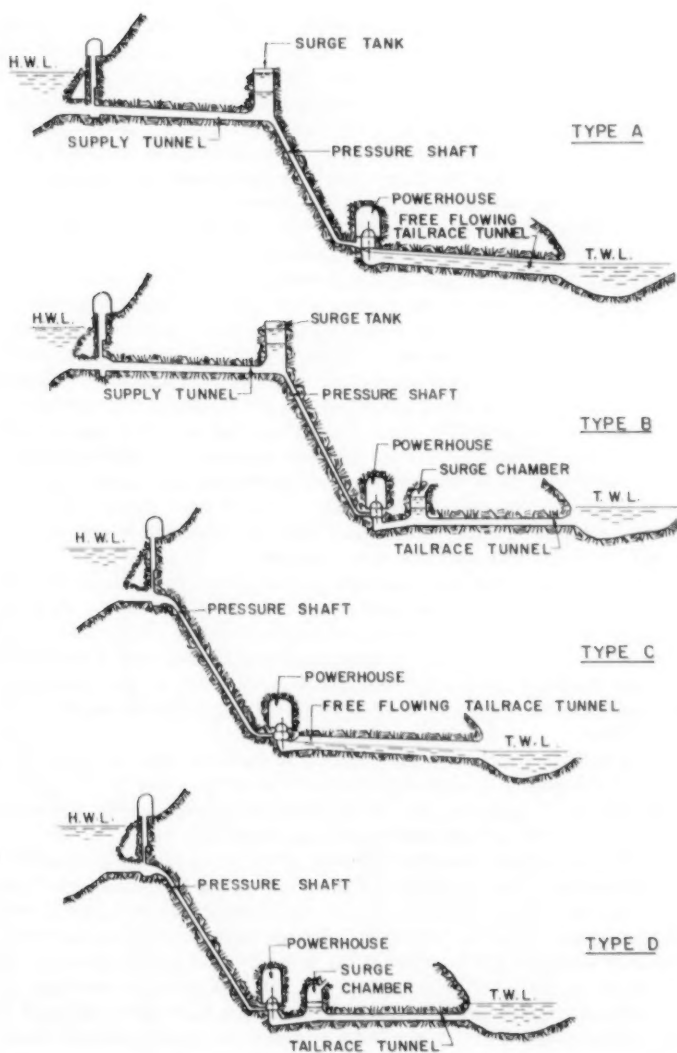 SURGE TANK
H.W.L.
TYPE A
SUPPLY TUNNEL
PRESSURE SHAFT
POWERHOUSE
FREE FLOWING
TAILRACE TUNNEL
T.W.L.
H.W.L.
SURGE TANK
SUPPLY TUNNEL
PRESSURE SHAFT
TYPE B
POWERHOUSE
SURGE CHAMBER
T.W.L.
TAILRACE TUNNEL
H.W.L.
PRESSURE SHAFT
TYPE C
POWERHOUSE
FREE FLOWING TAILRACE TUNNEL
T.W.L.
H.W.L.
PRESSURE SHAFT
POWERHOUSE
TYPE D
SURGE
CHAMBER
T.W.L.
TAILRACE TUNNEL